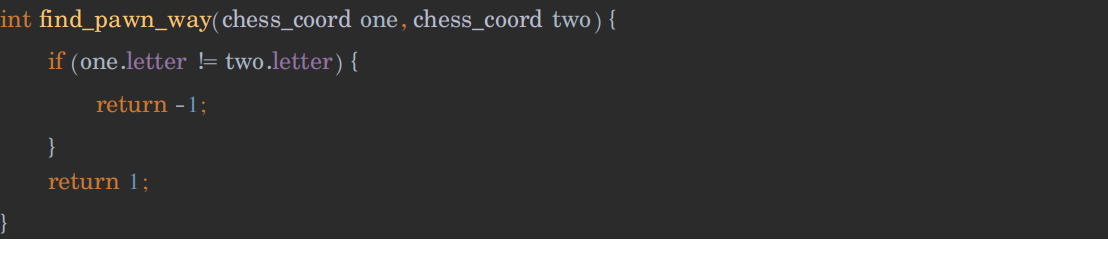 int find_pawn_way(chess_coord one, chess_coord two) {
if (one.letter != two.letter) {
return -1;
}
return 1;
}